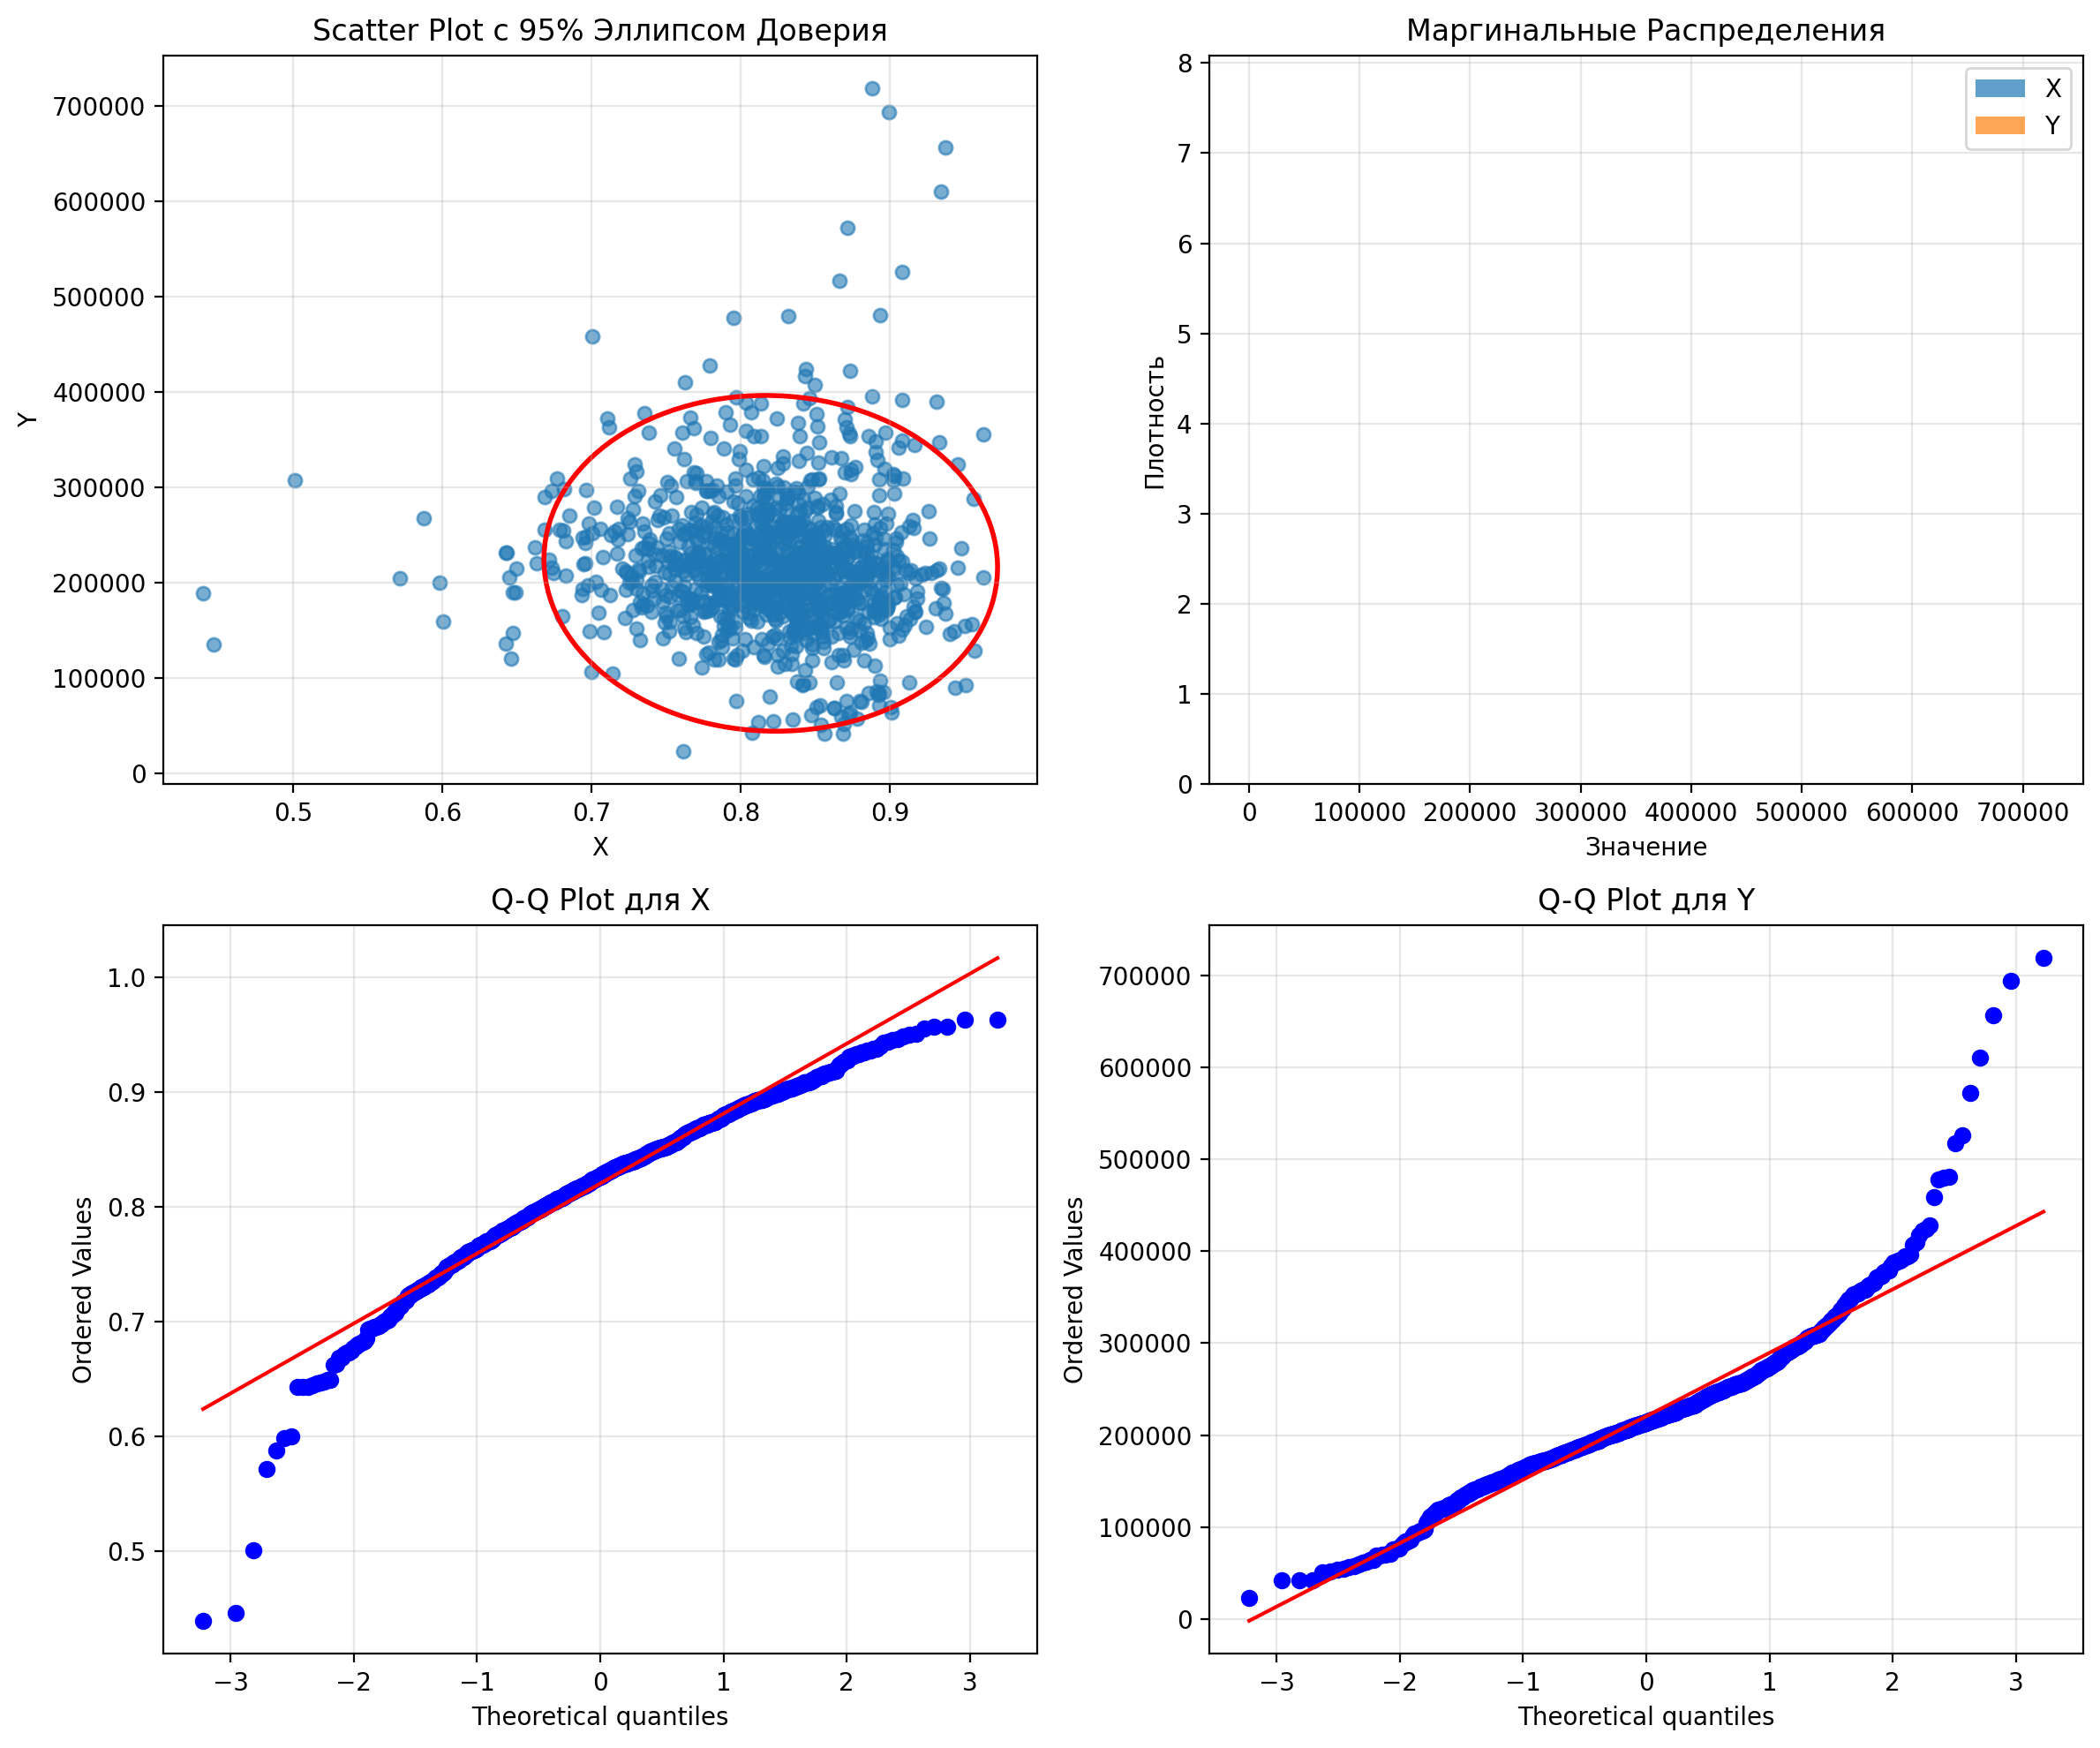 Scatter Plot с 95% Эллипсом Доверия
700000
600000
500000
400000
300000
200000
100000
0
Y
0.5 0.6 0.7 0.8 0.9
X
Маргинальные Распределения
8
7
6
5
4
3
2
1
0
Плотность
X
Y
0 100000 200000 300000 400000 500000 600000 700000
Значение
Q-Q Plot для X
1.0
0.9
0.8
0.7
0.6
0.5
Ordered Values
−3 −2 −1 0 1 2 3
Theoretical quantiles
Q-Q Plot для Y
700000
600000
500000
400000
300000
200000
100000
0
Ordered Values
−3 −2 −1 0 1 2 3
Theoretical quantiles